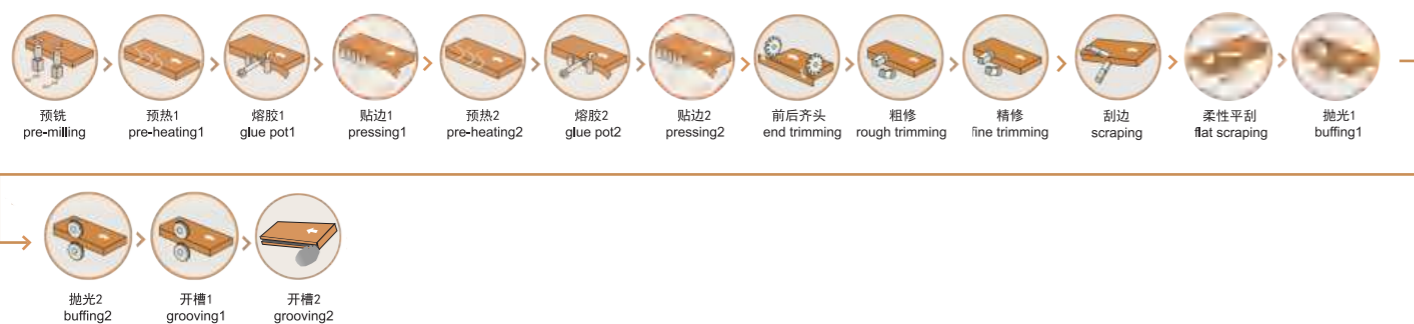 预铣
pre-milling
预热1
pre-heating1
熔胶1
glue pot1
贴边1
pressing1
预热2
pre-heating2
熔胶2
glue pot2
贴边2
pressing2
前后齐头
end trimming
粗修
rough trimming
精修
fine trimming
刮边
scraping
柔性平刮
flat scraping
抛光1
buffing1
抛光2
buffing2
开槽1
grooving1
开槽2
grooving2